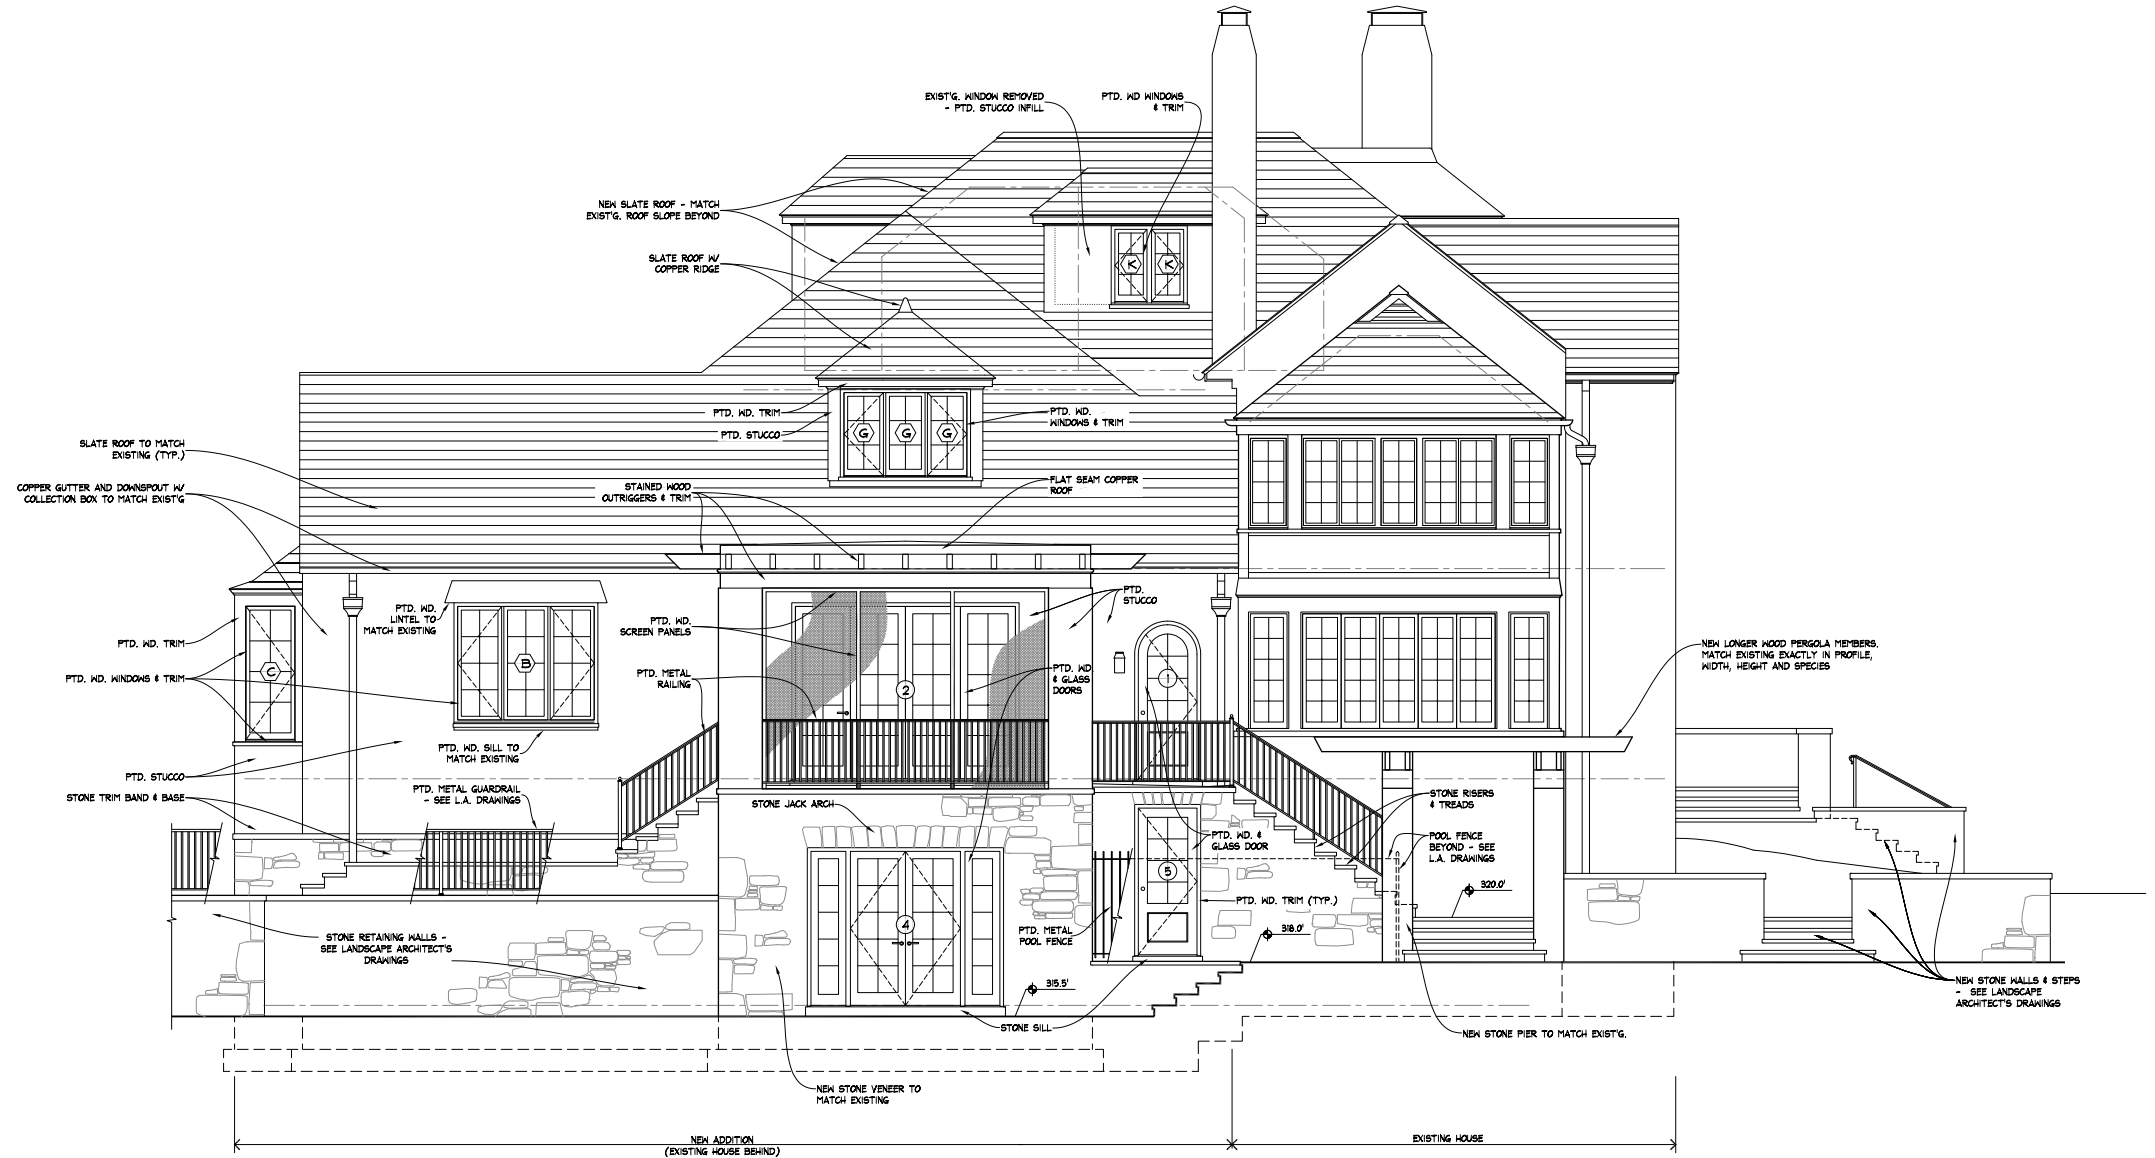 EXIST'G. WINDOW REMOVED
- PTD. STUCCO INFILL
PTD. WD WINDOWS
& TRIM
NEW SLATE ROOF - MATCH
EXIST'G. ROOF SLOPE BEYOND
SLATE ROOF W/
COPPER RIDGE
K
K
PTD. WD. TRIM
PTD. STUCCO
G
G
G
PTD. WD.
WINDOWS & TRIM
SLATE ROOF TO MATCH
EXISTING (TYP.)
COPPER GUTTER AND DOWNSPOUT W/
COLLECTION BOX TO MATCH EXIST'G
STAINED WOOD
OUTRIGGERS & TRIM
FLAT SEAM COPPER
ROOF
PTD. WD.
LINTEL TO
MATCH EXISTING
PTD. WD.
SCREEN PANELS
PTD.
STUCCO
PTD. WD. TRIM
PTD. WD. WINDOWS & TRIM
C
B
PTD. METAL
RAILING
2
PTD. WD.
& GLASS
DOORS
1
NEW LONGER WOOD PERGOLA MEMBERS.
MATCH EXISTING EXACTLY IN PROFILE,
WIDTH, HEIGHT AND SPECIES
PTD. WD. SILL TO
MATCH EXISTING
PTD. STUCCO
STONE TRIM BAND & BASE
PTD. METAL GUARDRAIL
- SEE L.A. DRAWINGS
STONE JACK ARCH
STONE RISERS
& TREADS
PTD. WD. &
GLASS DOOR
POOL FENCE
BEYOND - SEE
L.A. DRAWINGS
5
320.0'
PTD. WD. TRIM (TYP.)
4
318.0'
PTD. METAL
POOL FENCE
STONE RETAINING WALLS -
SEE LANDSCAPE ARCHITECT'S
DRAWINGS
315.5'
NEW STONE WALLS & STEPS
- SEE LANDSCAPE
ARCHITECT'S DRAWINGS
STONE SILL
NEW STONE PIER TO MATCH EXIST'G.
NEW STONE VENEER TO
MATCH EXISTING
NEW ADDITION
(EXISTING HOUSE BEHIND)
EXISTING HOUSE